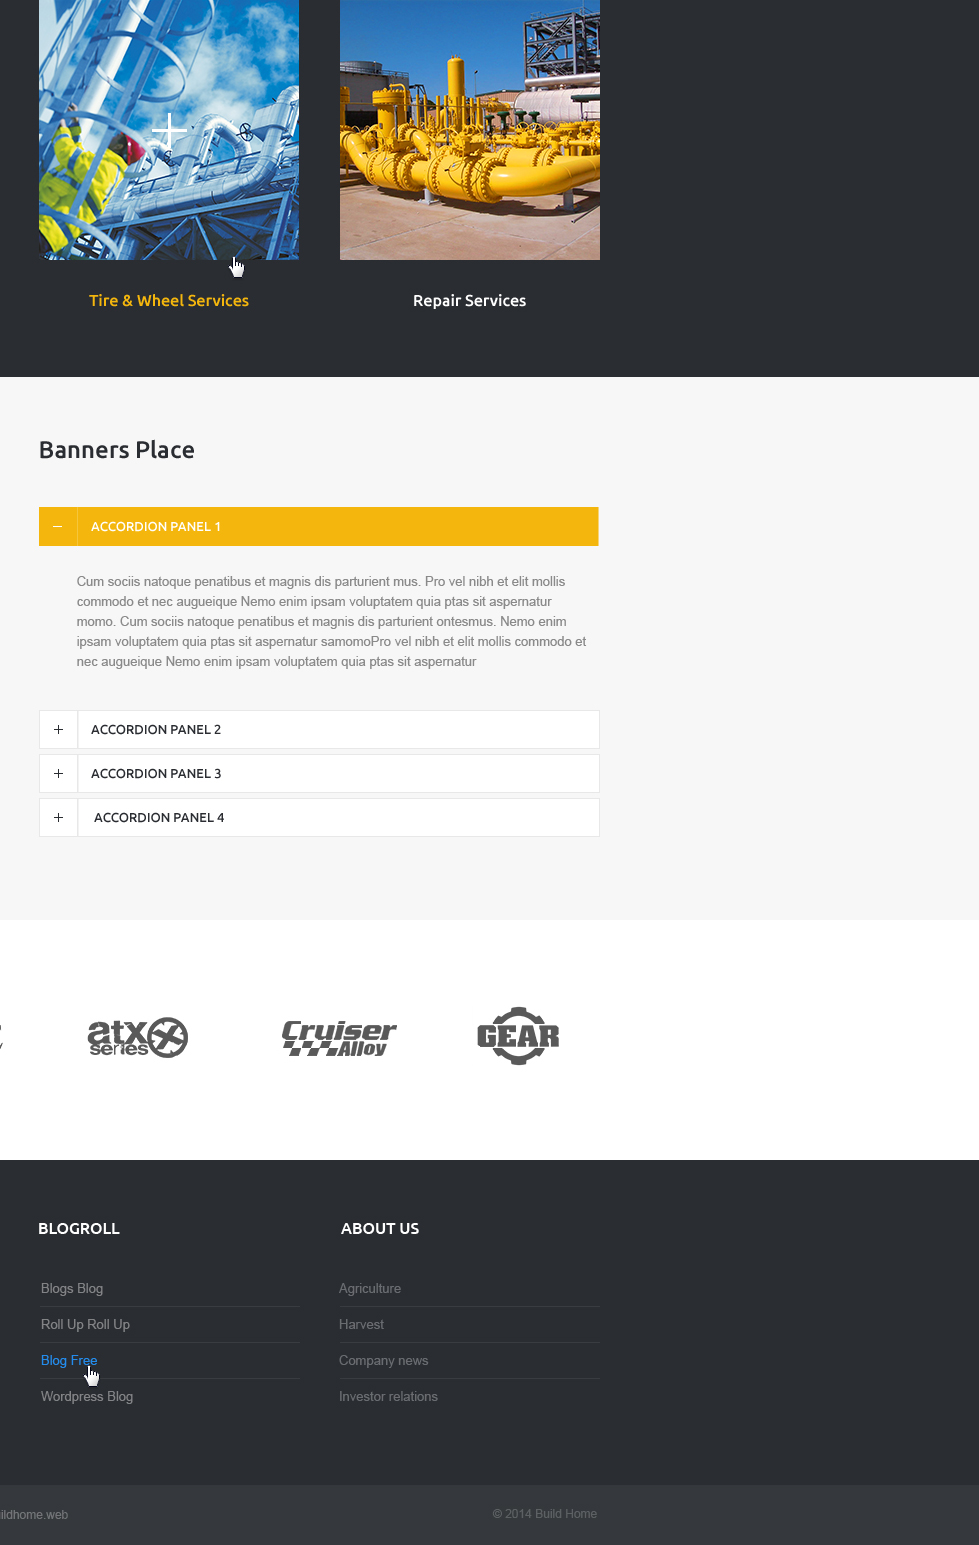 Tire & Wheel Services
Repair Services
Banners Place
ACCORDION PANEL 1
Cum sociis natoque penatibus et magnis dis parturient mus. Pro vel nibh et elit mollis
commodo et nec augueique Nemo enim ipsam voluptatem quia ptas sit aspernatur
momo. Cum sociis natoque penatibus et magnis dis parturient ontesmus. Nemo enim
ipsam voluptatem quia ptas sit aspernatur samomoPro vel nibh et elit mollis commodo et
nec augueique Nemo enim ipsam voluptatem quia ptas sit aspernatur
ACCORDION PANEL 2
ACCORDION PANEL 3
ACCORDION PANEL 4
atx
series
Cruiser
Alloy
GEAR
BLOGROLL
Blogs Blog
Roll Up Roll Up
Blog Free
Wordpress Blog
ABOUT US
Agriculture
Harvest
Company news
Investor relations
ildhome.web
© 2014 Build Home